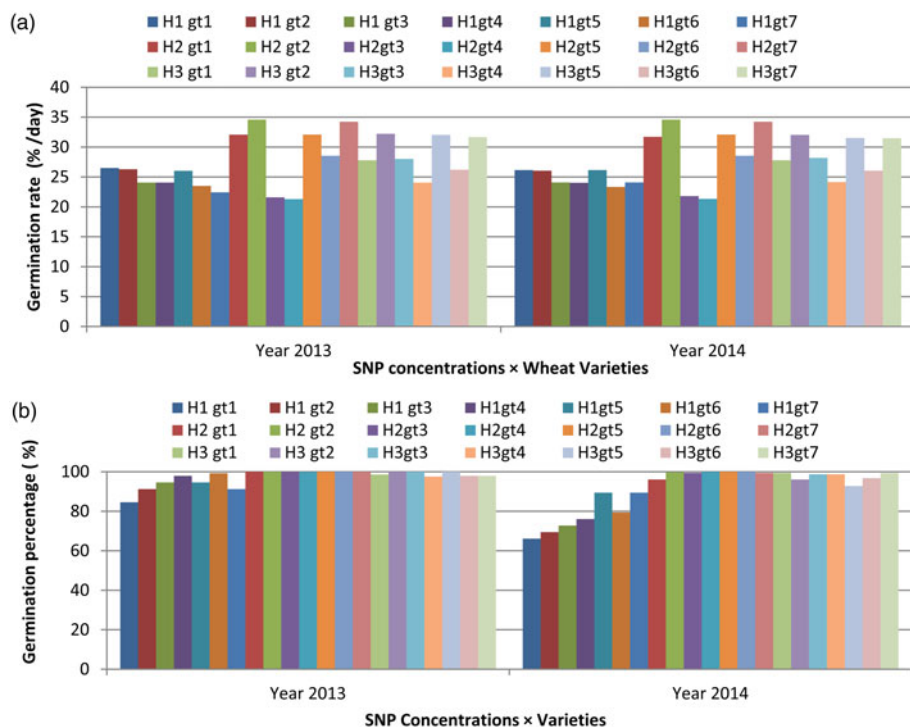 (a)
H1 gt1 H1 gt2 H1 gt3 H1gt4 H1gt5 H1gt6 H1gt7
H2 gt1 H2 gt2 H2gt3 H2gt4 H2gt5 H2gt6 H2gt7
H3 gt1 H3 gt2 H3gt3 H3gt4 H3gt5 H3gt6 H3gt7
Germination rate (% /day)
40
35
30
25
20
15
10
5
0
Year 2013 Year 2014
SNP concentrations × Wheat Varieties
(b)
H1 gt1 H1 gt2 H1 gt3 H1gt4 H1gt5 H1gt6 H1gt7
H2 gt1 H2 gt2 H2gt3 H2gt4 H2gt5 H2gt6 H2gt7
H3 gt1 H3 gt2 H3gt3 H3gt4 H3gt5 H3gt6 H3gt7
Germination percentage ( %)
100
80
60
40
20
0
Year 2013 Year 2014
SNP Concentrations × Varieties